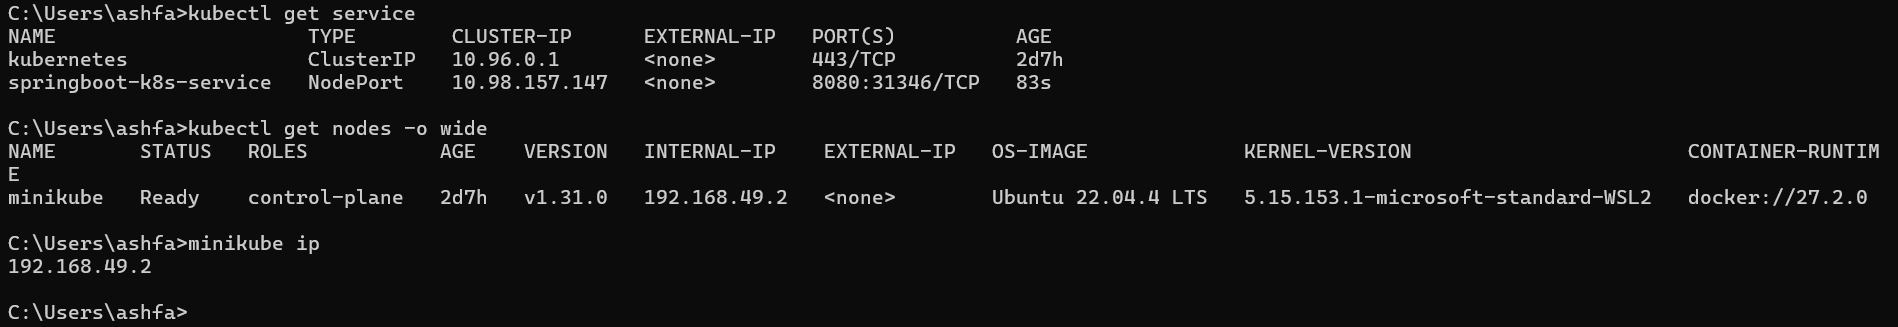 C:\Users\ashfa>kubectl get service
NAME                     TYPE        CLUSTER-IP      EXTERNAL-IP   PORT(S)          AGE
kubernetes               ClusterIP   10.96.0.1       <none>        443/TCP          2d7h
springboot-k8s-service   NodePort    10.98.157.147   <none>        8080:31346/TCP   83s
C:\Users\ashfa>kubectl get nodes -o wide
NAME       STATUS   ROLES           AGE    VERSION   INTERNAL-IP    EXTERNAL-IP   OS-IMAGE             KERNEL-VERSION                       CONTAINER-RUNTIM
E
minikube   Ready    control-plane   2d7h   v1.31.0   192.168.49.2   <none>        Ubuntu 22.04.4 LTS   5.15.153.1-microsoft-standard-WSL2   docker://27.2.0
C:\Users\ashfa>minikube ip
192.168.49.2
C:\Users\ashfa>